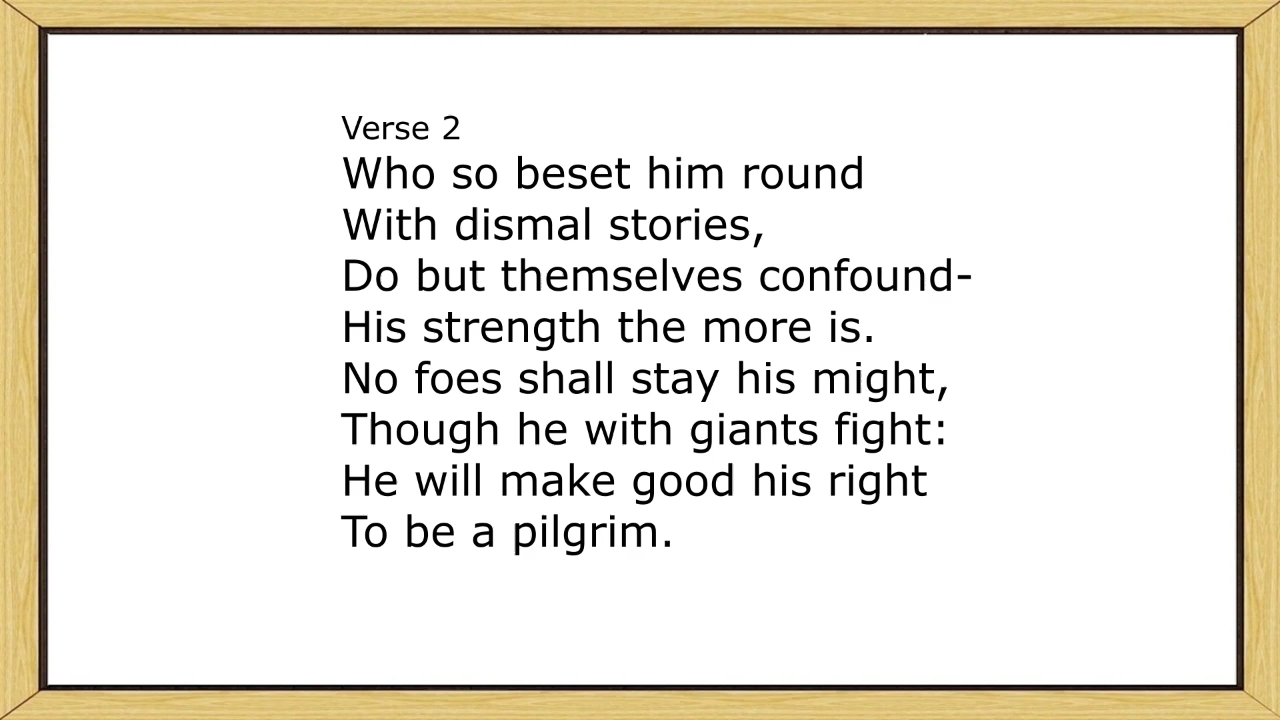 Verse 2
Who so beset him round
With dismal stories,
Do but themselves confound-
His strength the more is.
No foes shall stay his might,
Though he with giants fight:
He will make good his right
To be a pilgrim.